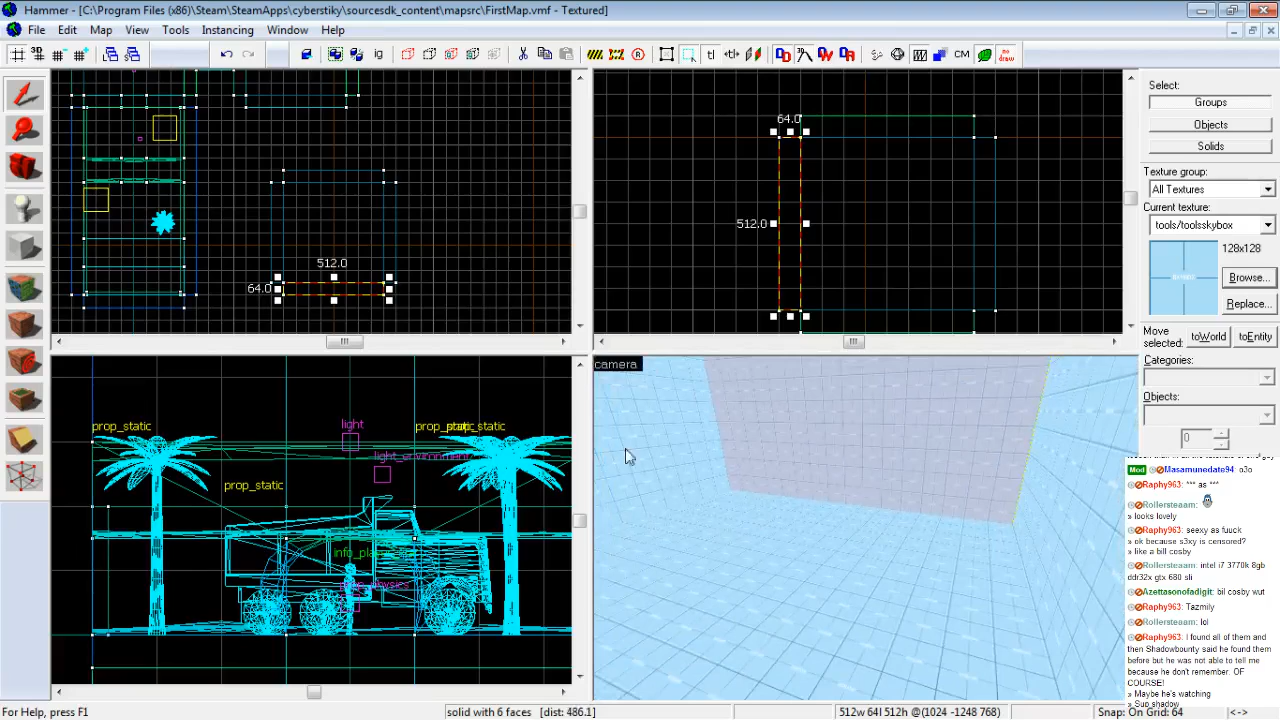 Hammer - [C:\Program Files (x86)\Steam\SteamApps\cyberstiky\sourcesdk_content\mapsrc\FirstMap.vmf - Textured]
File Edit Map View Tools Instancing Window Help
Select:
Groups
Objects
Solids
Texture group:
All Textures
Current texture:
tools/toolsskybox
128x128
Browse...
Replace...
Move selected: toWorld toEntity
Categories:
Objects:
0
512.0
64.0
64.0
512.0
camera
prop_static
light
prop_static
light_environment
prop_static
Mod Masamunedate94 o3o
Raphy963: *** as ***
Rollersteaam:
» looks lovely
Raphy963: seexy as fuuck
» ok because s3xy is censored?
» like a bill cosby
Rollersteaam: intel i7 3770k 8gb
ddr32x gtx 680 sli
Azettasonofadigit: bil cosby wut
Raphy963: Tazmily
Rollersteaam: lol
Raphy963: I found all of them and
then Shadowbounty said he found them
before but he was not able to tell me
because he don't remember. OF
COURSE!
» Maybe he's watching
» Sup shadow
For Help, press F1
solid with 6 faces [dist: 486.1]
512w 64l 512h @(1024 -1248 768)
Snap: On Grid: 64
<->